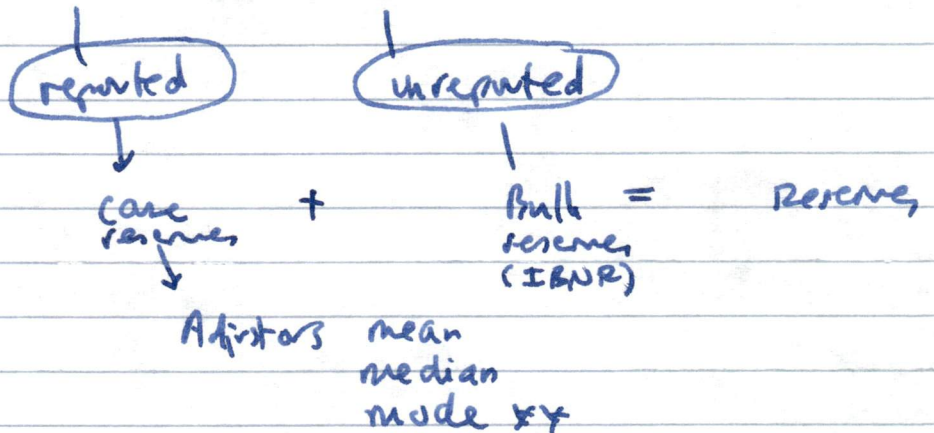 reported unreported
case + Bulk = Reserves
reserves reserves
(IBNR)
Adjustors mean
median
mode **